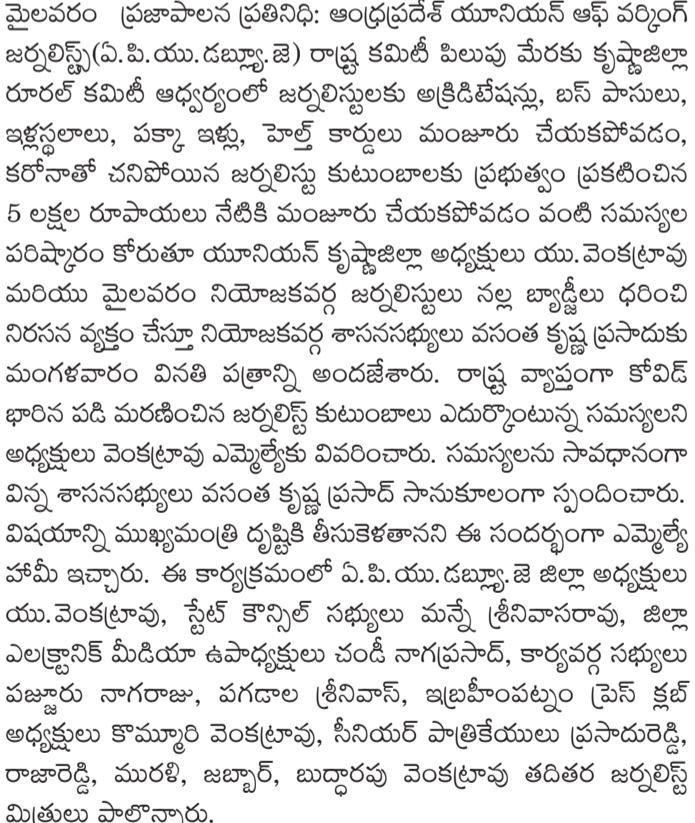 మైలవరం ప్రజాపాలన ప్రతినిధి: ఆంధ్రప్రదేశ్ యూనియన్ ఆఫ్ వర్కింగ్
జర్నలిస్ట్స్(ఏ.పి.యు.డబ్ల్యూ.జె) రాష్ట్ర కమిటీ పిలుపు మేరకు కృష్ణాజిల్లా
రూరల్ కమిటీ ఆధ్వర్యంలో జర్నలిస్టులకు అక్రిడిటేషన్లు, బస్ పాసులు,
ఇళ్లస్థలాలు, పక్కా ఇళ్లు, హెల్త్ కార్డులు మంజూరు చేయకపోవడం,
కరోనాతో చనిపోయిన జర్నలిస్టు కుటుంబాలకు ప్రభుత్వం ప్రకటించిన
5 లక్షల రూపాయలు నేటికి మంజూరు చేయకపోవడం వంటి సమస్యల
పరిష్కారం కోరుతూ యూనియన్ కృష్ణాజిల్లా అధ్యక్షులు యు.వెంకట్రావు
మరియు మైలవరం నియోజకవర్గ జర్నలిస్టులు నల్ల బ్యాడ్జీలు ధరించి
నిరసన వ్యక్తం చేస్తూ నియోజకవర్గ శాసనసభ్యులు వసంత కృష్ణ ప్రసాదుకు
మంగళవారం వినతి పత్రాన్ని అందజేశారు. రాష్ట్ర వ్యాప్తంగా కోవిడ్
భారిన పడి మరణించిన జర్నలిస్ట్ కుటుంబాలు ఎదుర్కొంటున్న సమస్యలని
అధ్యక్షులు వెంకట్రావు ఎమ్మెల్యేకు వివరించారు. సమస్యలను సావధానంగా
విన్న శాసనసభ్యులు వసంత కృష్ణ ప్రసాద్ సానుకూలంగా స్పందించారు.
విషయాన్ని ముఖ్యమంత్రి దృష్టికి తీసుకెళతానని ఈ సందర్భంగా ఎమ్మెల్యే
హామీ ఇచ్చారు. ఈ కార్యక్రమంలో ఏ.పి.యు.డబ్ల్యూ.జె జిల్లా అధ్యక్షులు
యు.వెంకట్రావు, స్టేట్ కౌన్సిల్ సభ్యులు మన్నే శ్రీనివాసరావు, జిల్లా
ఎలక్ట్రానిక్ మీడియా ఉపాధ్యక్షులు చండీ నాగప్రసాద్, కార్యవర్గ సభ్యులు
పజ్జూరు నాగరాజు, పగడాల శ్రీనివాస్, ఇబ్రహీంపట్నం ప్రెస్ క్లబ్
అధ్యక్షులు కొమ్మూరి వెంకట్రావు, సీనియర్ పాత్రికేయులు ప్రసాదురెడ్డి,
రాజారెడ్డి, మురళి, జబ్బార్, బుద్ధారపు వెంకట్రావు తదితర జర్నలిస్ట్
మిత్రులు పాల్గొన్నారు.